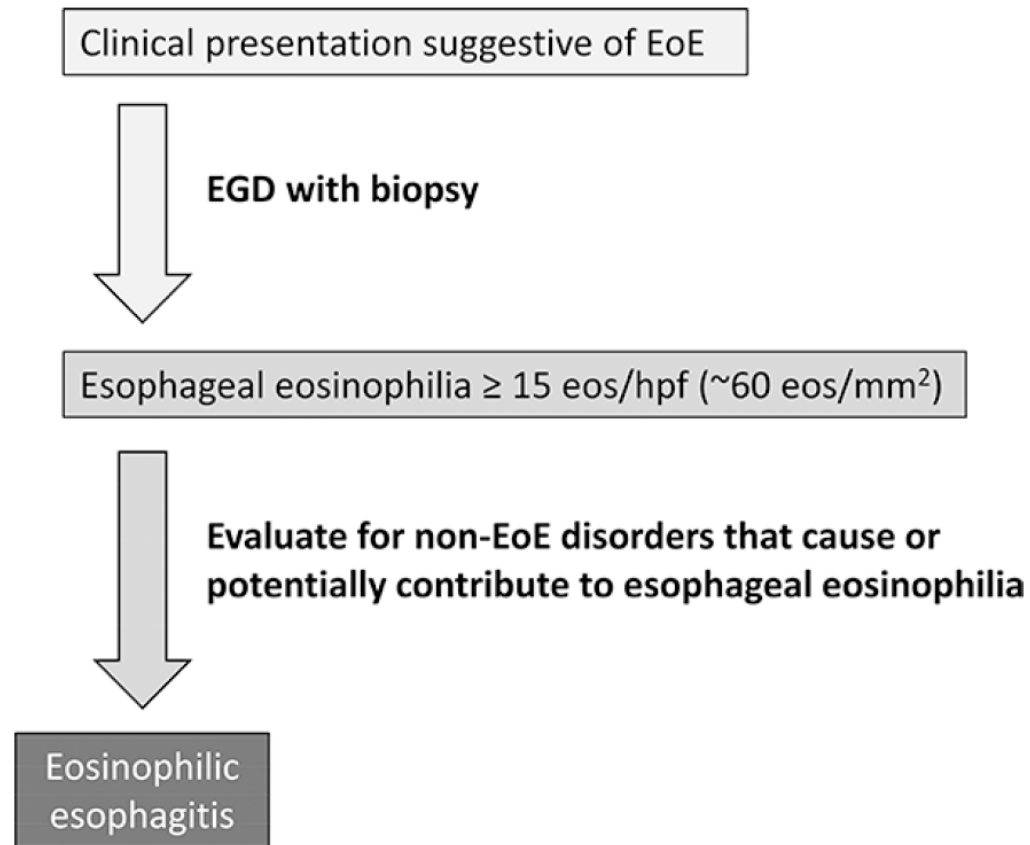 Clinical presentation suggestive of EoE
EGD with biopsy
Esophageal eosinophilia ≥ 15 eos/hpf (~60 eos/mm²)
Evaluate for non-EoE disorders that cause or
potentially contribute to esophageal eosinophilia
Eosinophilic
esophagitis